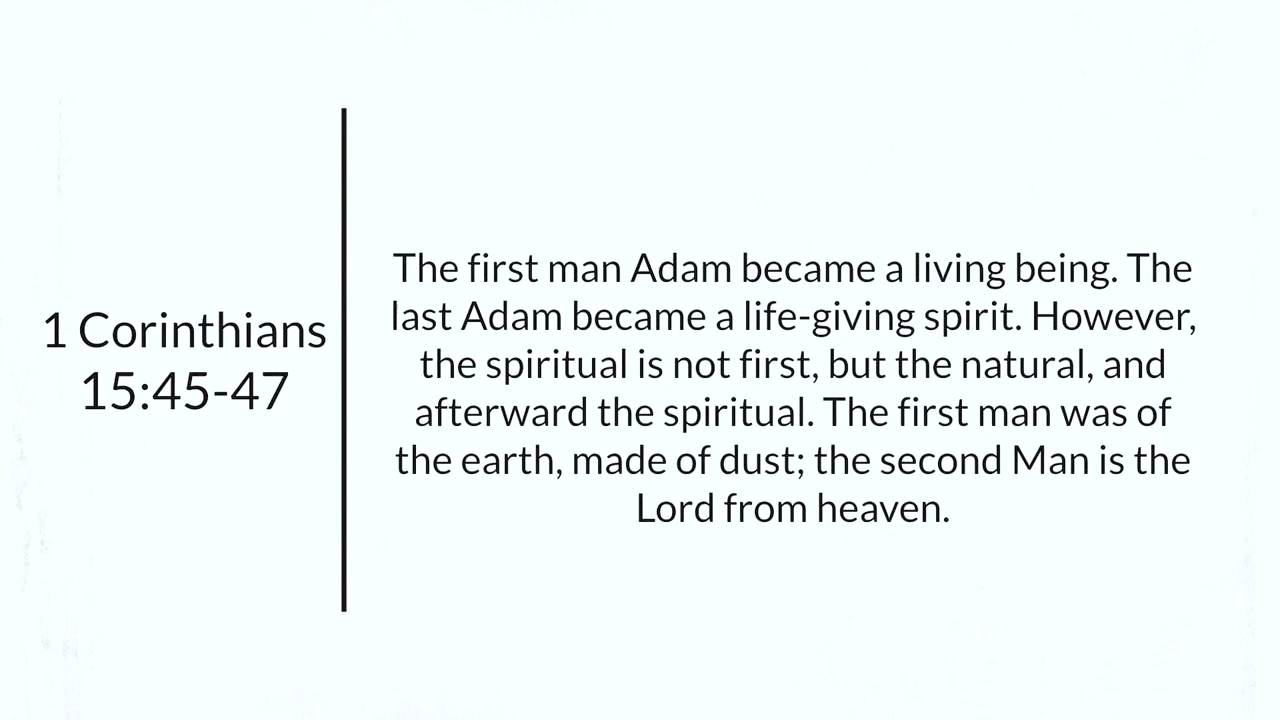 1 Corinthians
15:45-47
The first man Adam became a living being. The
last Adam became a life-giving spirit. However,
the spiritual is not first, but the natural, and
afterward the spiritual. The first man was of
the earth, made of dust; the second Man is the
Lord from heaven.